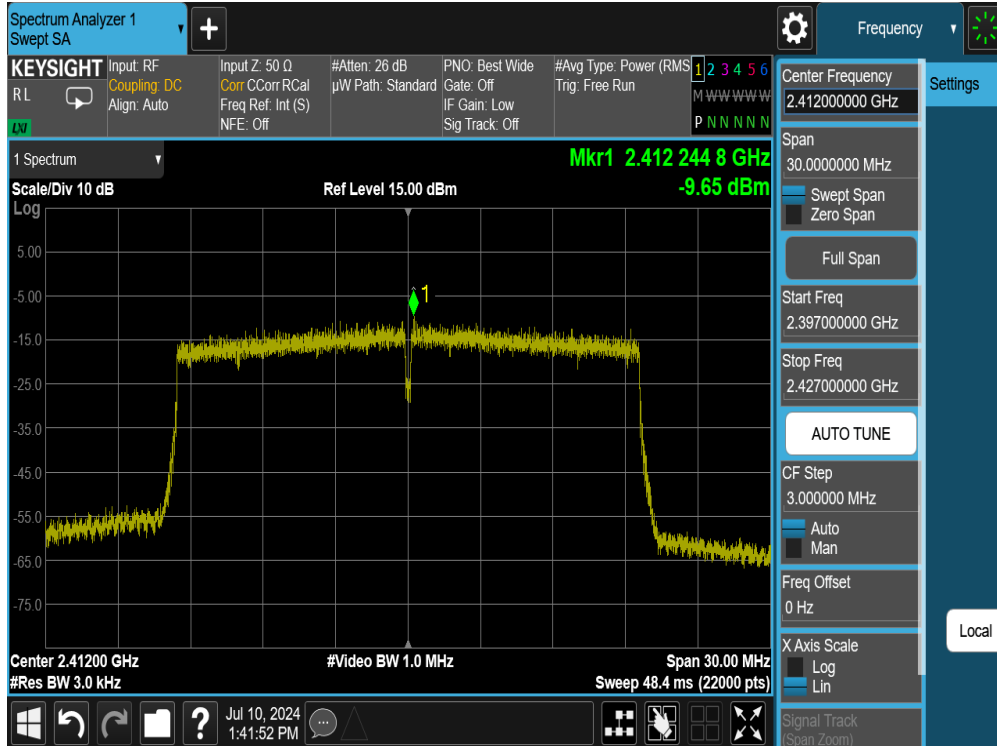 Spectrum Analyzer 1
Swept SA
+
Frequency
KEYSIGHT
R L
LXI
Input: RF
Coupling: DC
Align: Auto
Input Z: 50 Ω
Corr CCorr RCal
Freq Ref: Int (S)
NFE: Off
#Atten: 26 dB
µW Path: Standard
PNO: Best Wide
Gate: Off
IF Gain: Low
Sig Track: Off
#Avg Type: Power (RMS
Trig: Free Run
1 2 3 4 5 6
M W W W W W
P N N N N N
1 Spectrum
Scale/Div 10 dB
Log
Ref Level 15.00 dBm
Mkr1 2.412 244 8 GHz
-9.65 dBm
5.00
-5.00
-15.0
-25.0
-35.0
-45.0
-55.0
-65.0
-75.0
1
Center 2.41200 GHz
#Res BW 3.0 kHz
#Video BW 1.0 MHz
Span 30.00 MHz
Sweep 48.4 ms (22000 pts)
Center Frequency
2.412000000 GHz
Span
30.0000000 MHz
Swept Span
Zero Span
Full Span
Start Freq
2.397000000 GHz
Stop Freq
2.427000000 GHz
AUTO TUNE
CF Step
3.000000 MHz
Auto
Man
Freq Offset
0 Hz
X Axis Scale
Log
Lin
Signal Track
(Span Zoom)
Settings
Local
?
Jul 10, 2024
1:41:52 PM